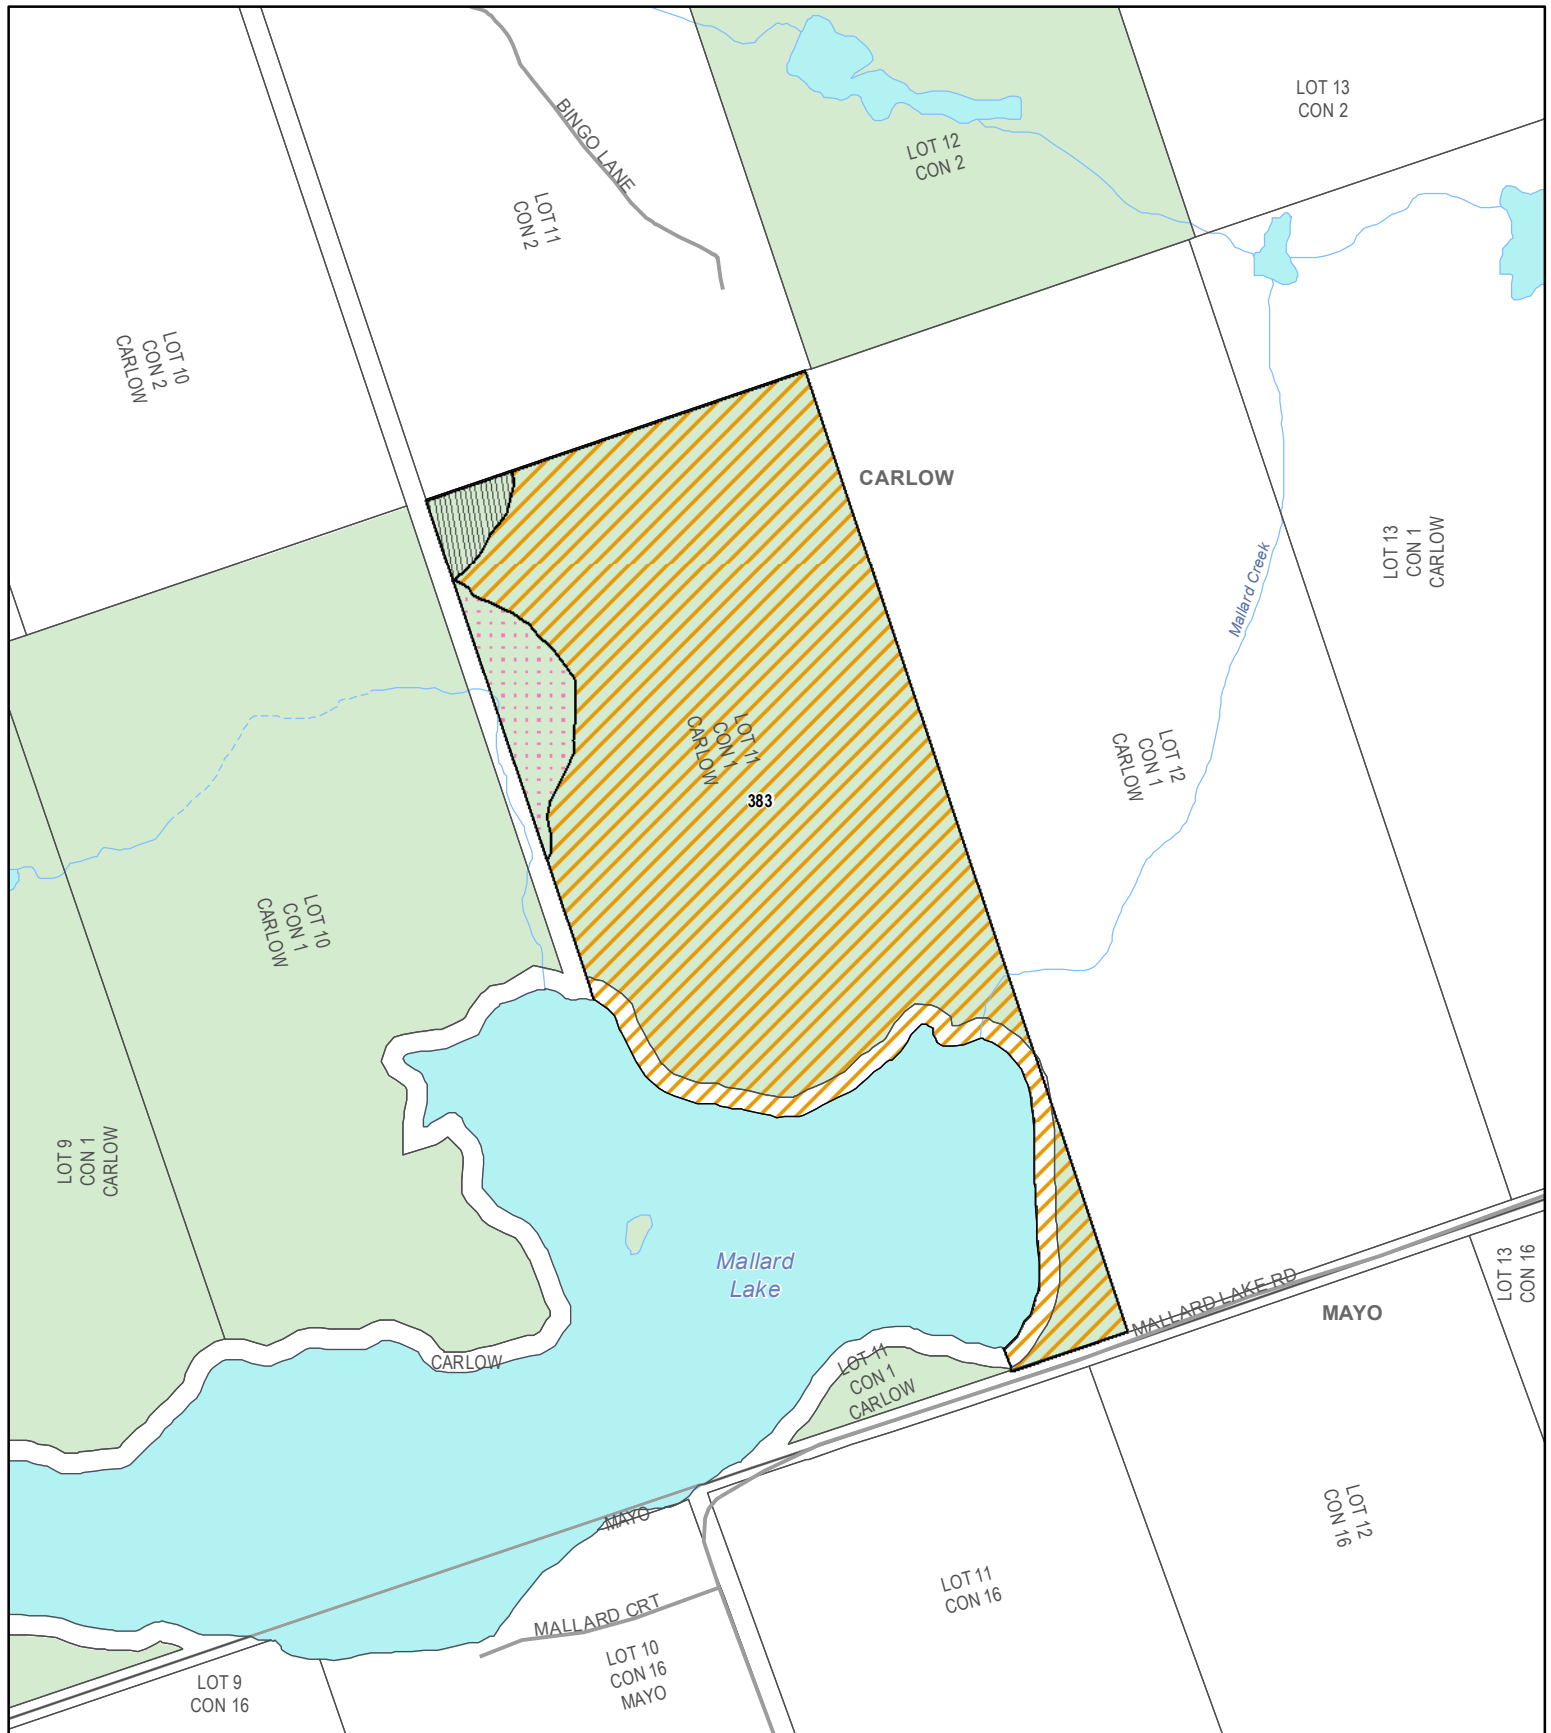 LOT 13
CON 2
BINGO LANE
LOT 12
CON 2
LOT 11
CON 2
LOT 10
CON 2
CARLOW
CARLOW
LOT 13
CON 1
CARLOW
Mallard Creek
LOT 11
CON 1
CARLOW
383
LOT 12
CON 1
CARLOW
LOT 10
CON 1
CARLOW
LOT 9
CON 1
CARLOW
Mallard
Lake
MALLARD LAKE RD
MAYO
LOT 13
CON 16
CARLOW
LOT 11
CON 1
CARLOW
MAYO
LOT 12
CON 16
LOT 11
CON 16
MALLARD CRT
LOT 10
CON 16
MAYO
LOT 9
CON 16